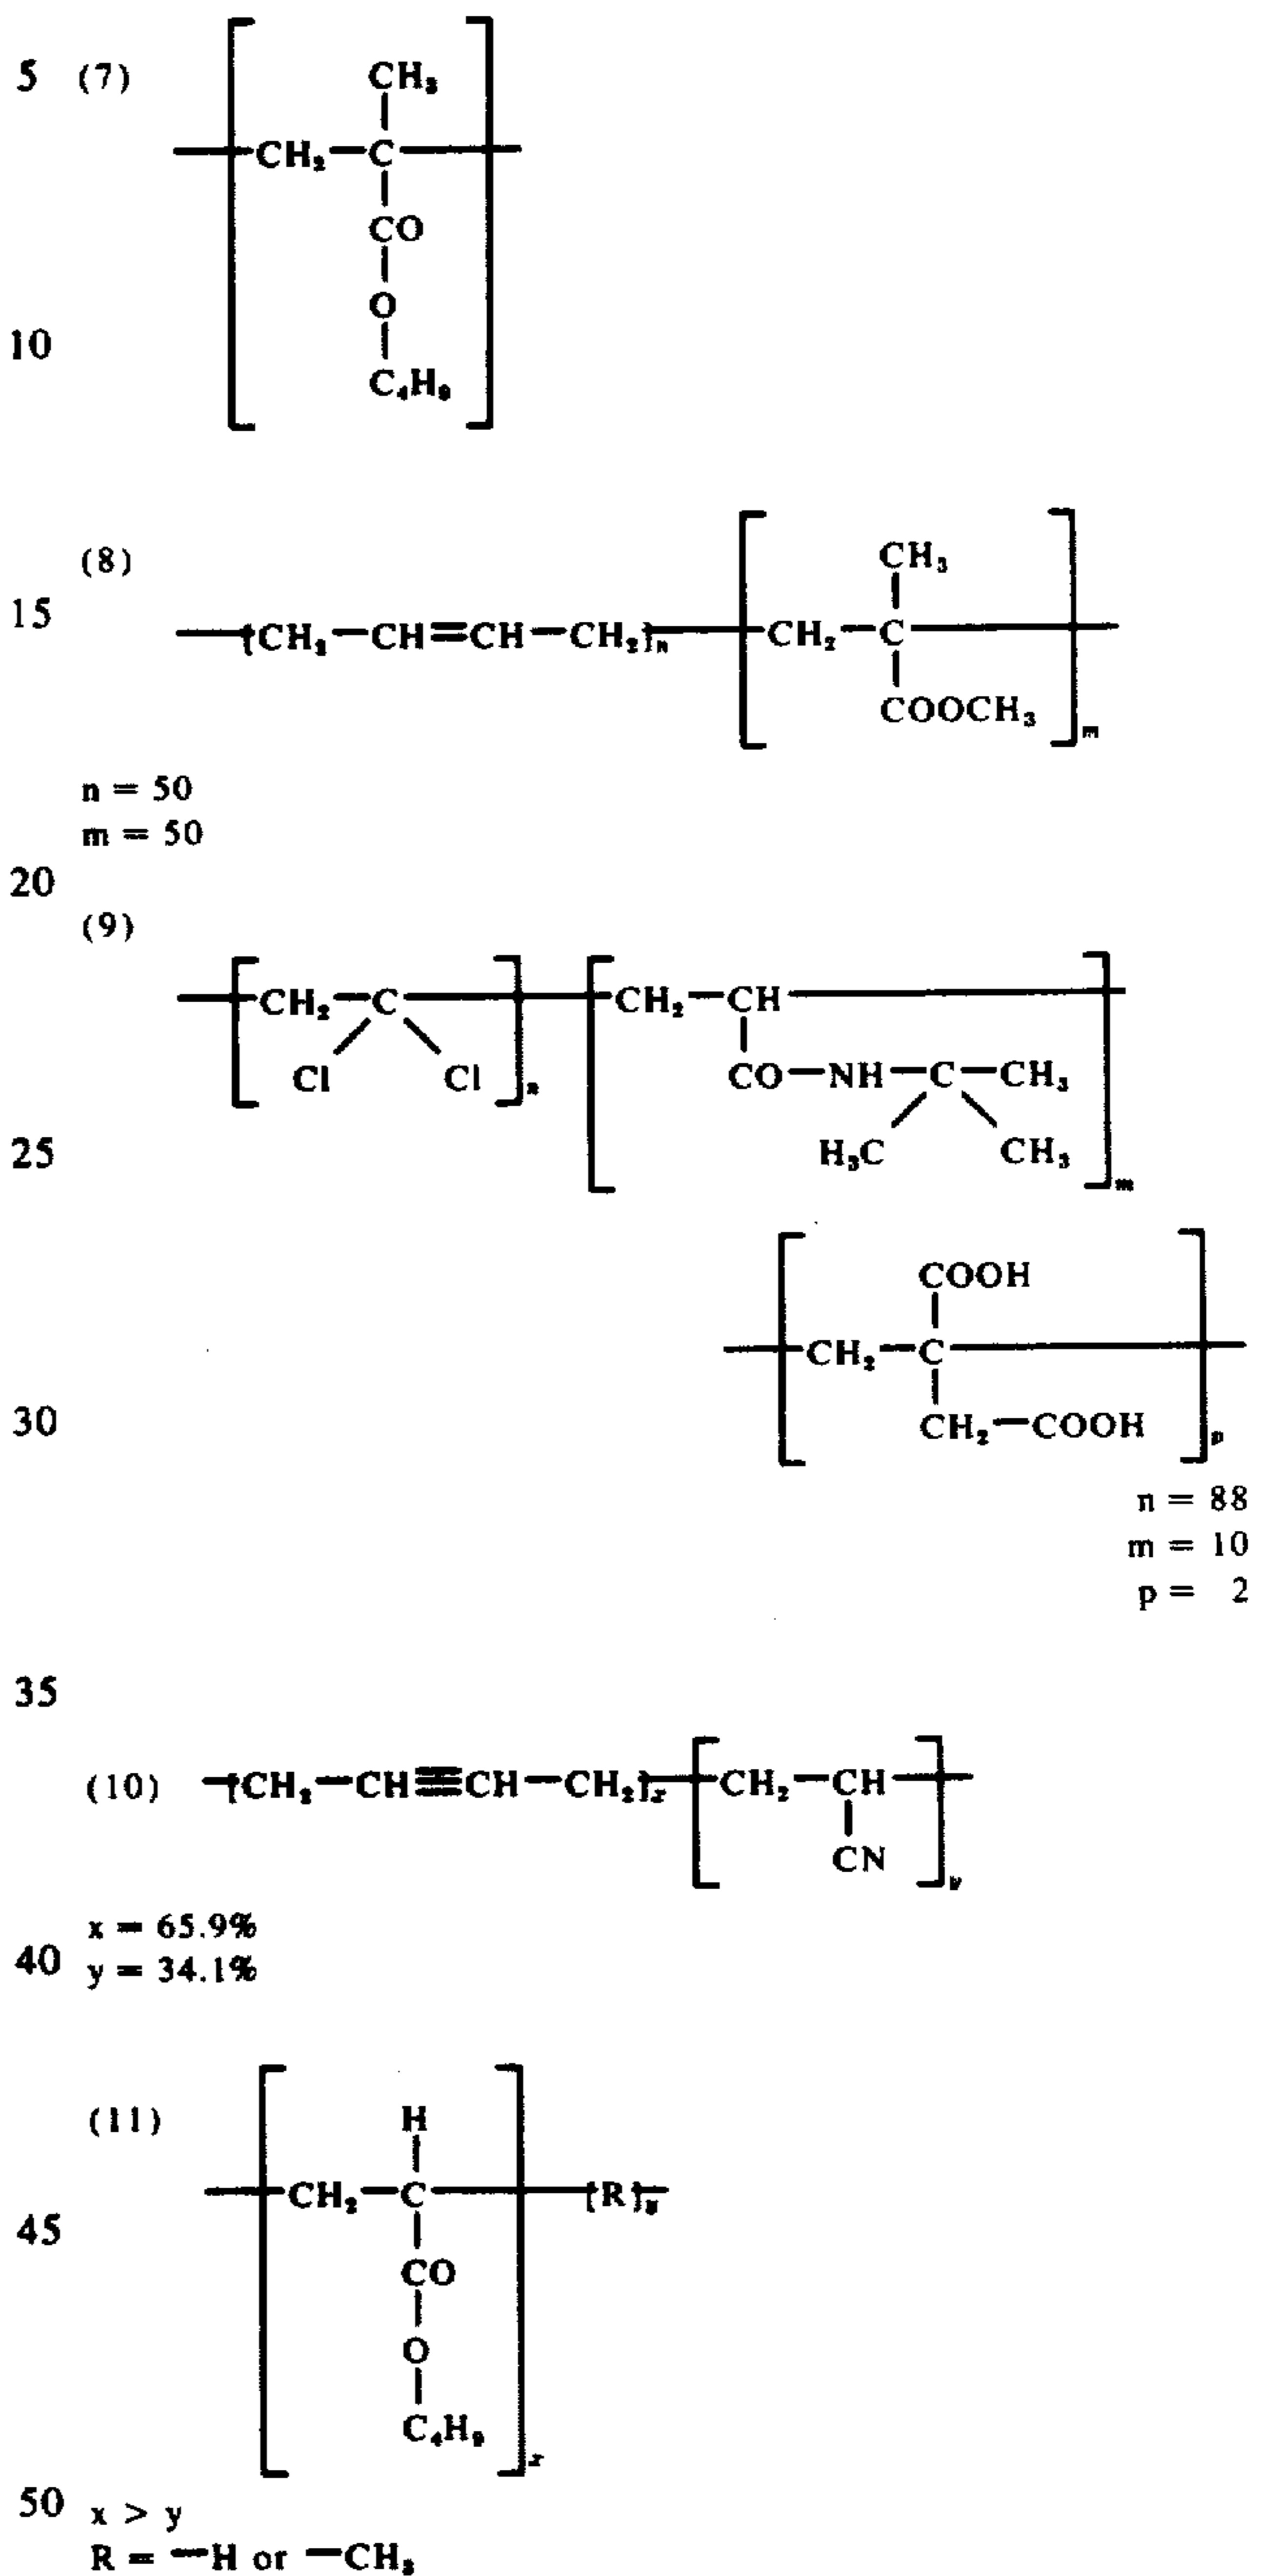 5 (7) CH₃
CH₂—C
CO
O
10
C₄H₉
(8) CH₃
15 [CH₂—CH=CH—CH₂]ₙ [CH₂—C]ₘ
COOCH₃
n = 50
m = 50
20
(9)
[CH₂—C]ₙ [CH₂—CH]ₘ
Cl Cl CO—NH—C—CH₃
25 H₃C CH₃
COOH
[CH₂—C]ₚ
30 CH₂—COOH
n = 88
m = 10
p = 2
35
(10) [CH₂—CH≡CH—CH₂]ₓ [CH₂—CH]y
CN
x = 65.9%
40 y = 34.1%
(11) H
45 [CH₂—C]ₓ [R]y
CO
O
C₄H₉
50 x > y
R = —H or —CH₃